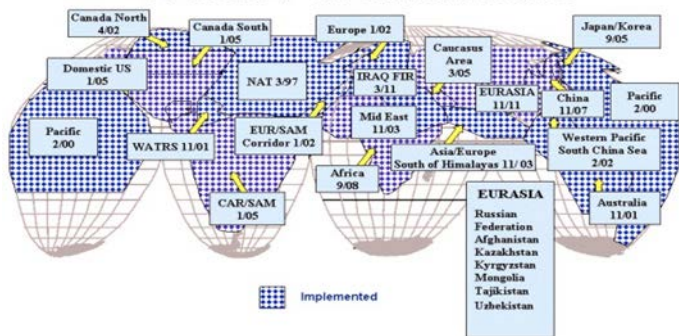 Canada North
4/02
Canada South
1/05
Europe 1/02
Caucasus
Area
3/05
Japan/Korea
9/05
Domestic US
1/05
NAT 3/97
IRAQ FIR
3/11
EURASIA
11/11
China
11/07
Pacific
2/00
Pacific
2/00
Mid East
11/03
WATRS 11/01
EUR/SAM
Corridor 1/02
Asia/Europe
South of Himalayas 11/03
Western Pacific
South China Sea
2/02
Africa
9/08
CAR/SAM
1/05
Australia
11/01
EURASIA
Russian
Federation
Afghanistan
Kazakhstan
Kyrgyzstan
Mongolia
Tajikistan
Uzbekistan
Implemented